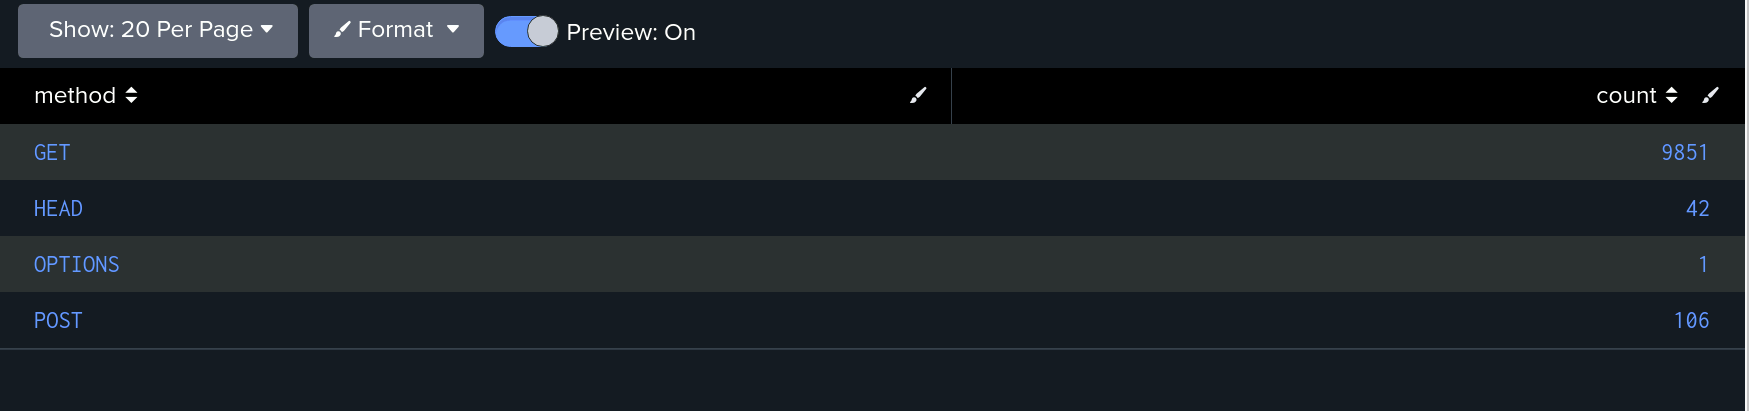 Show: 20 Per Page Format Preview: On
method count
GET 9851
HEAD 42
OPTIONS 1
POST 106